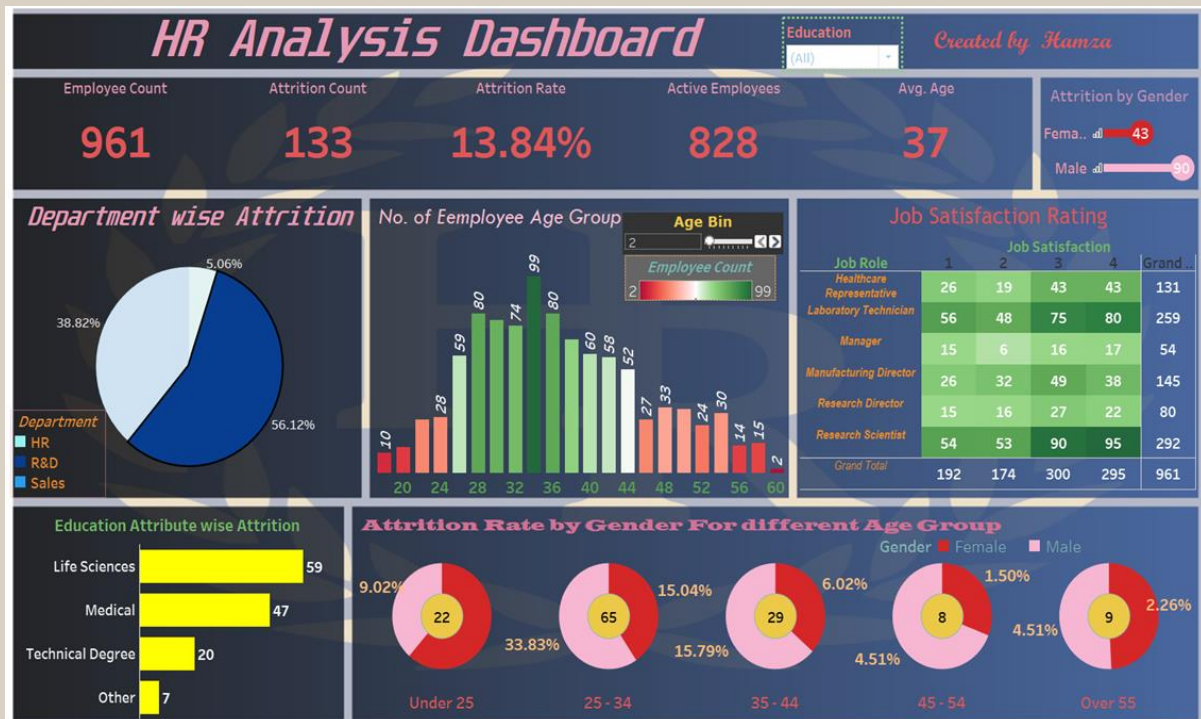 HR Analysis Dashboard
Education
(All)
Created by Hamza
Employee Count
961
Attrition Count
133
Attrition Rate
13.84%
Active Employees
828
Avg. Age
37
Attrition by Gender
Fema.. 43
Male 90
Department wise Attrition
5.06%
38.82%
56.12%
Department
HR
R&D
Sales
No. of Eemployee Age Group
Age Bin
2
Employee Count
2 99
10 28 59 80 74 99 80 60 58 52 27 33 24 30 14 15 2
20 24 28 32 36 40 44 48 52 56 60
Job Satisfaction Rating
Job Satisfaction
Job Role 1 2 3 4 Grand ..
Healthcare
Representative 26 19 43 43 131
Laboratory Technician 56 48 75 80 259
Manager 15 6 16 17 54
Manufacturing Director 26 32 49 38 145
Research Director 15 16 27 22 80
Research Scientist 54 53 90 95 292
Grand Total 192 174 300 295 961
Education Attribute wise Attrition
Life Sciences 59
Medical 47
Technical Degree 20
Other 7
Attrition Rate by Gender For different Age Group
Gender Female Male
9.02% 22
Under 25
15.04% 65 33.83%
25 - 34
6.02% 29 15.79%
35 - 44
1.50% 8 4.51%
45 - 54
2.26% 9 4.51%
Over 55